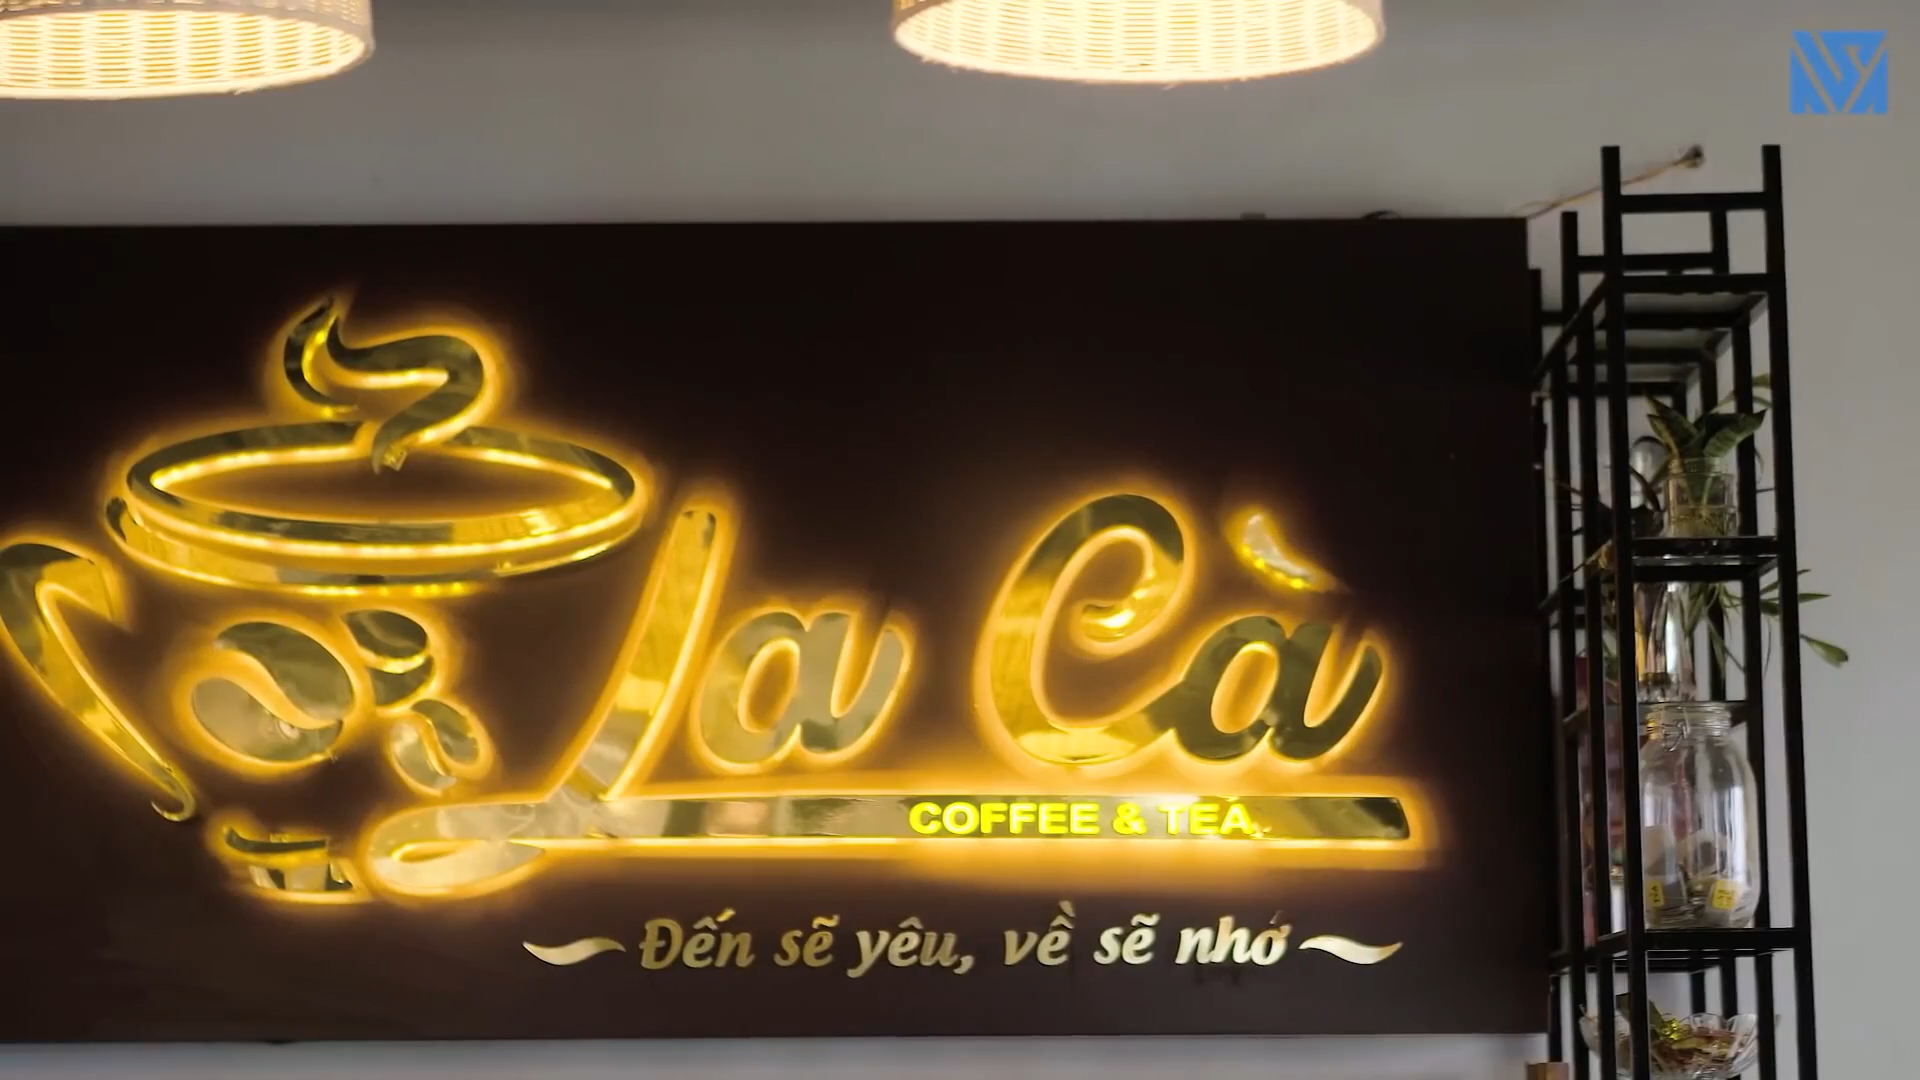 la Cà
COFFEE & TEA
Đến sẽ yêu, về sẽ nhớ